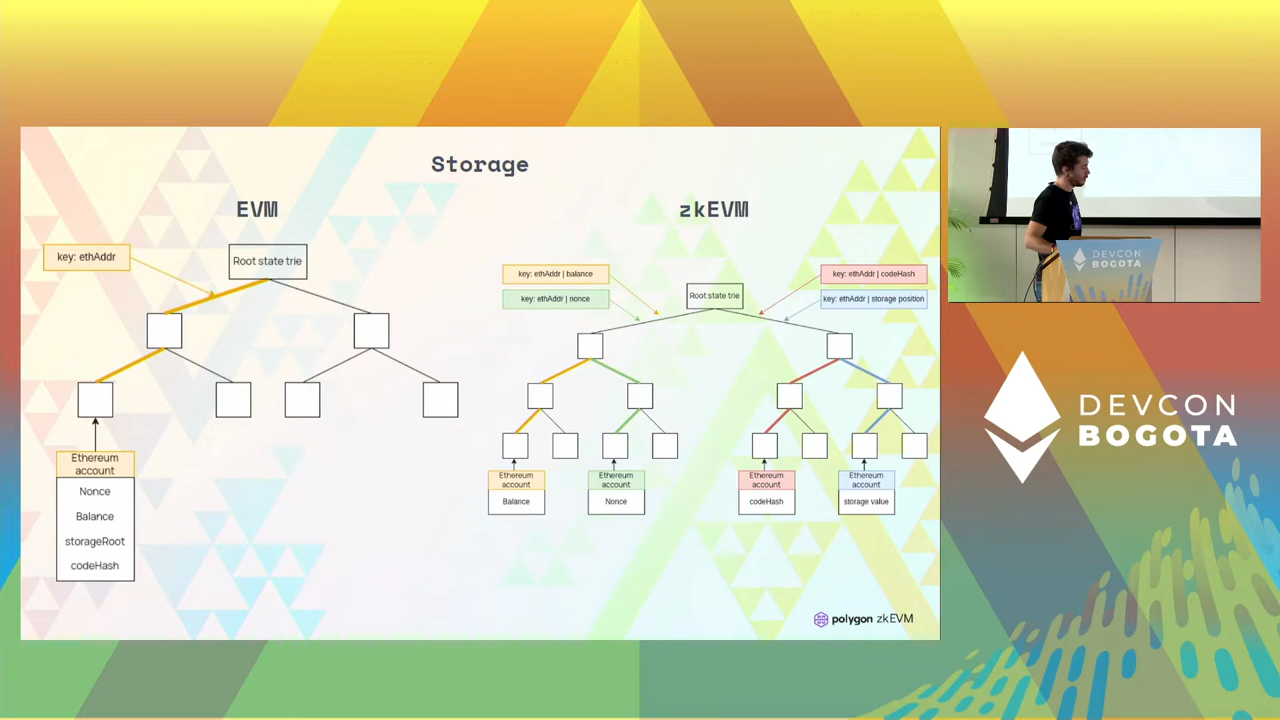 Storage
EVM
key: ethAddr
Root state trie
Ethereum
account
Nonce
Balance
storageRoot
codeHash
zkEVM
key: ethAddr | balance
key: ethAddr | nonce
Root state trie
key: ethAddr | codeHash
key: ethAddr | storage position
Ethereum
account
Balance
Ethereum
account
Nonce
Ethereum
account
codeHash
Ethereum
account
storage value
polygon zkEVM
DEVCON
BOGOTA
DEVCON
BOGOTA